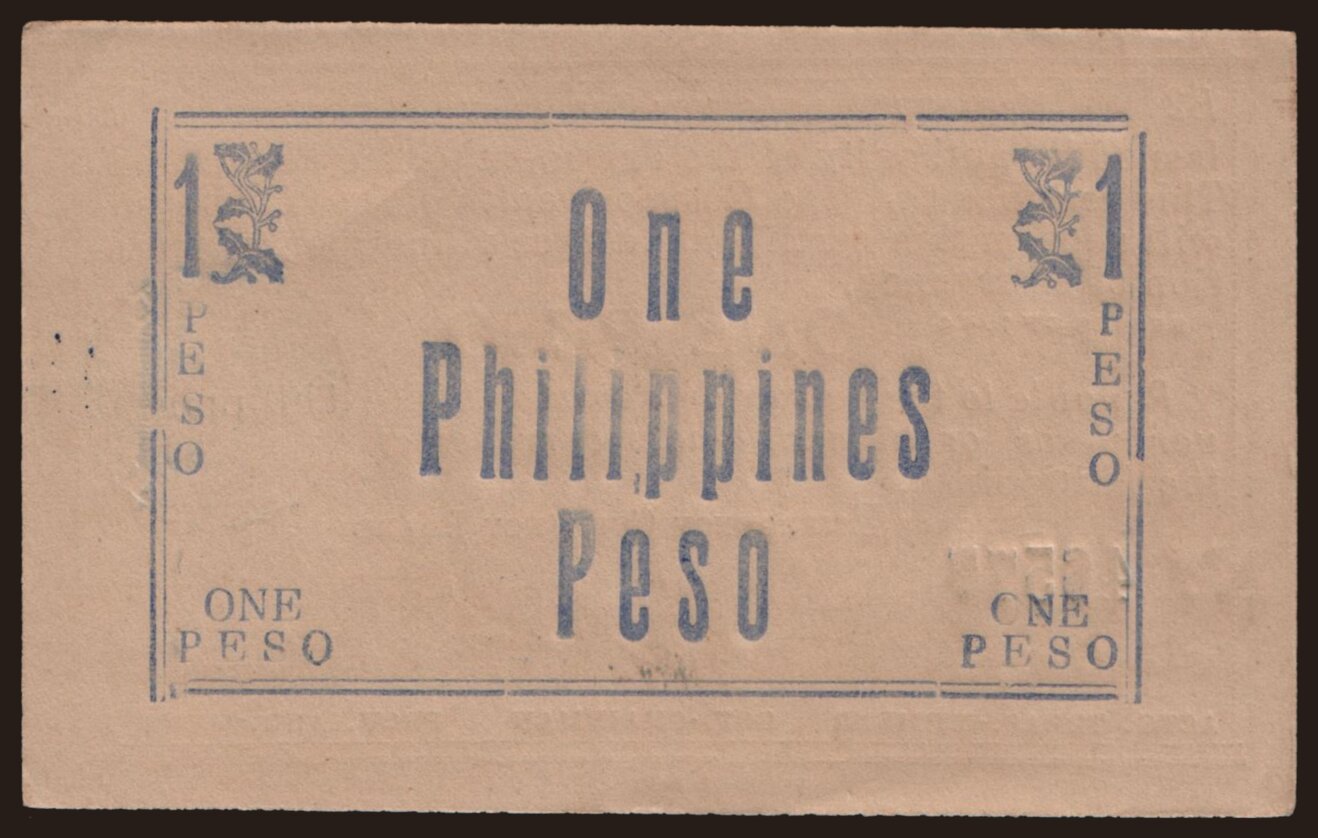 1 1
One
PESO PESO
Philippines
Peso
ONE ONE
PESO PESO